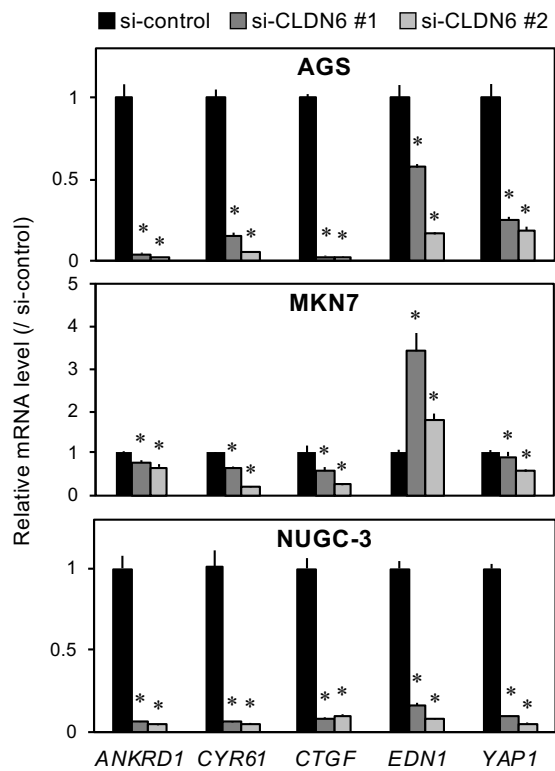 si-control si-CLDN6 #1 si-CLDN6 #2
Relative mRNA level (/ si-control)
AGS
1
0.5
0
* * * * * * * * * *
MKN7
5
4
3
2
1
0
* * * * * * * * * *
NUGC-3
1
0.5
0
* * * * * * * * * *
ANKRD1 CYR61 CTGF EDN1 YAP1